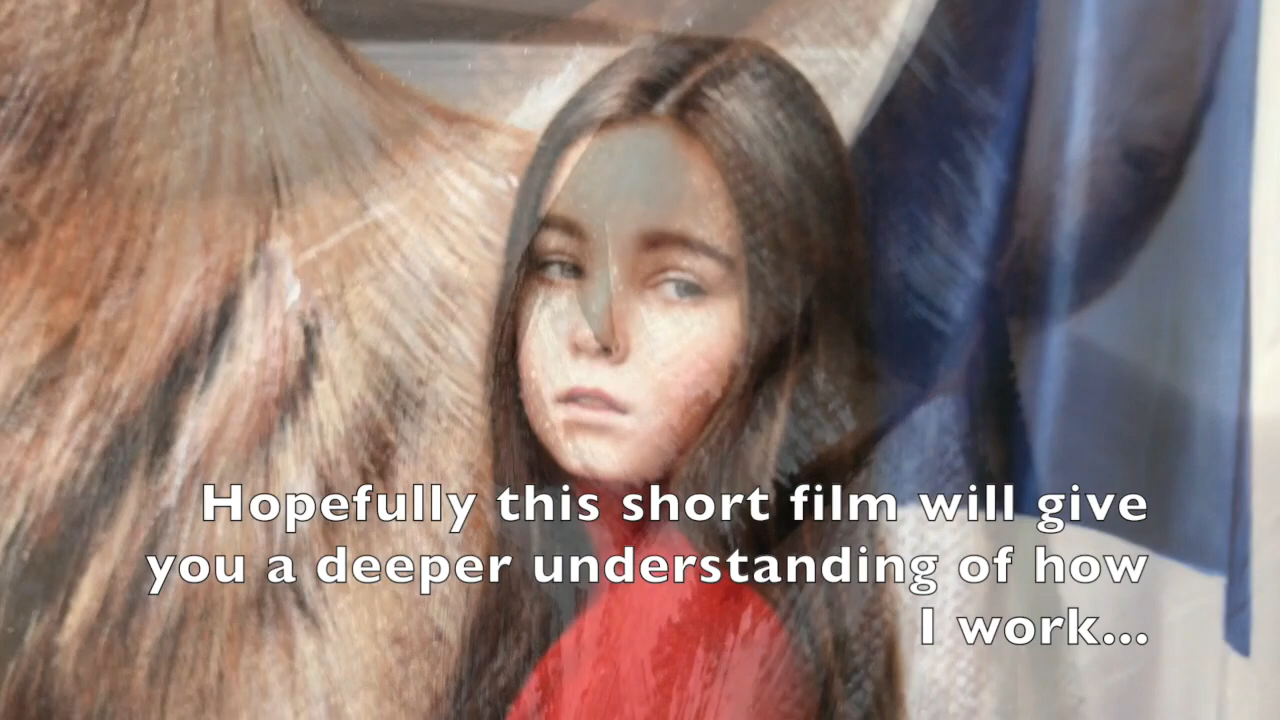 Hopefully this short film will give
you a deeper understanding of how
I work...